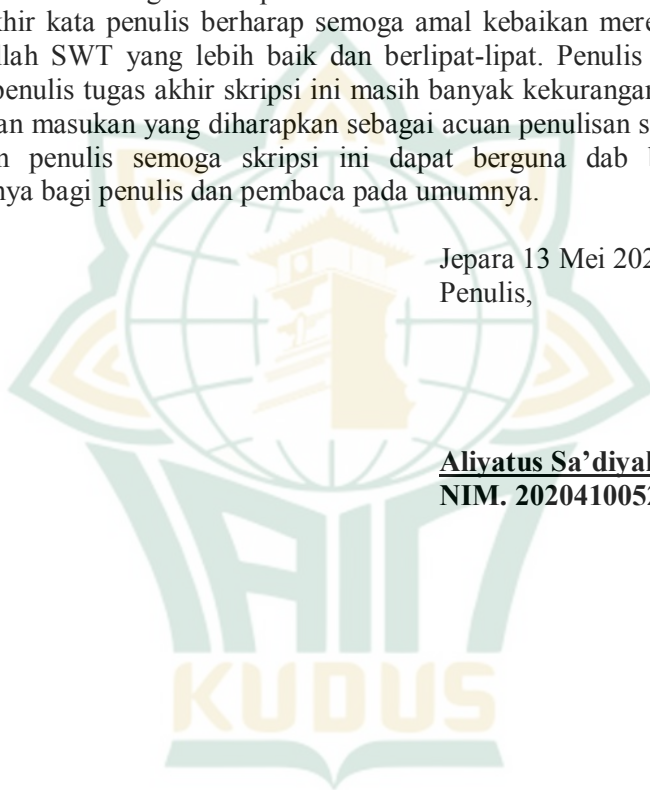 khir kata penulis berharap semoga amal kebaikan
llah SWT yang lebih baik dan berlipat-lipat. Penulis
penulis tugas akhir skripsi ini masih banyak kekurangan
an masukan yang diharapkan sebagai acuan penulisan
penulis semoga skripsi ini dapat berguna dab
nya bagi penulis dan pembaca pada umumnya.
Jepara 13 Mei 202
Penulis,
Aliyatus Sa’diyah
NIM. 202041005
IAIN
KUDUS